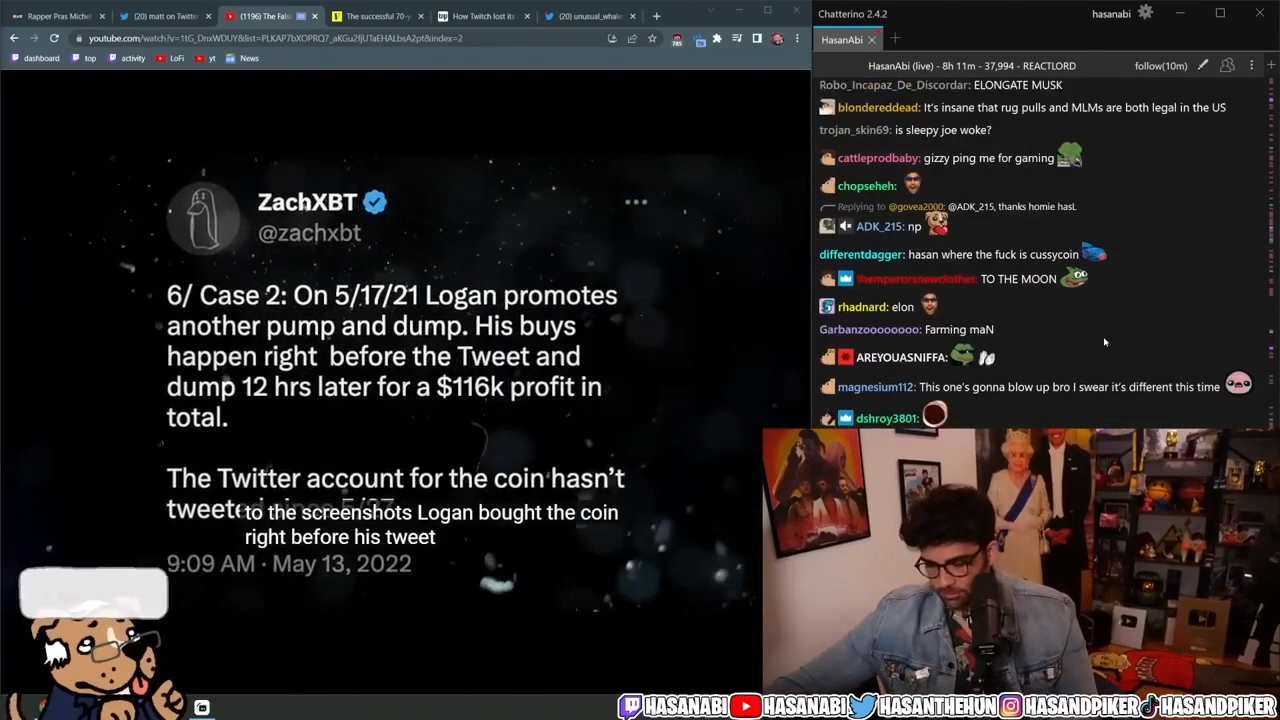 Rapper Pras Michel
(20) matt on Twitter
(1196) The False
The successful 70-y
How Twitch lost its
(20) unusual_whale
youtube.com/watch?v=1tG_DnxWDUY&list=PLKAP7bXOPRQ7_aKGu2fjUTaEHALbsA2pt&index=2
785
dashboard
top
activity
LoFi
yt
News
ZachXBT
@zachxbt
6/ Case 2: On 5/17/21 Logan promotes
another pump and dump. His buys
happen right before the Tweet and
dump 12 hrs later for a $116k profit in
total.
The Twitter account for the coin hasn't
tweeted since 5/27
to the screenshots Logan bought the coin
right before his tweet
9:09 AM · May 13, 2022
Chatterino 2.4.2
hasanabi
HasanAbi
HasanAbi (live) - 8h 11m - 37,994 - REACTLORD
follow(10m)
Robo_Incapaz_De_Discordar: ELONGATE MUSK
blondereddead: It's insane that rug pulls and MLMs are both legal in the US
trojan_skin69: is sleepy joe woke?
cattleprodbaby: gizzy ping me for gaming
chopseheh:
Replying to @govea2000: @ADK_215, thanks homie hasL
ADK_215: np
differentdagger: hasan where the fuck is cussycoin
themperorsnewclothes: TO THE MOON
rhadnard: elon
Garbanzoooooooo: Farming maN
AREYOUASNIFFA:
magnesium112: This one's gonna blow up bro I swear it's different this time
dshroy3801:
HASANABI
HASANABI
HASANTHEHUN
HASANDPIKER
HASANDPIKER